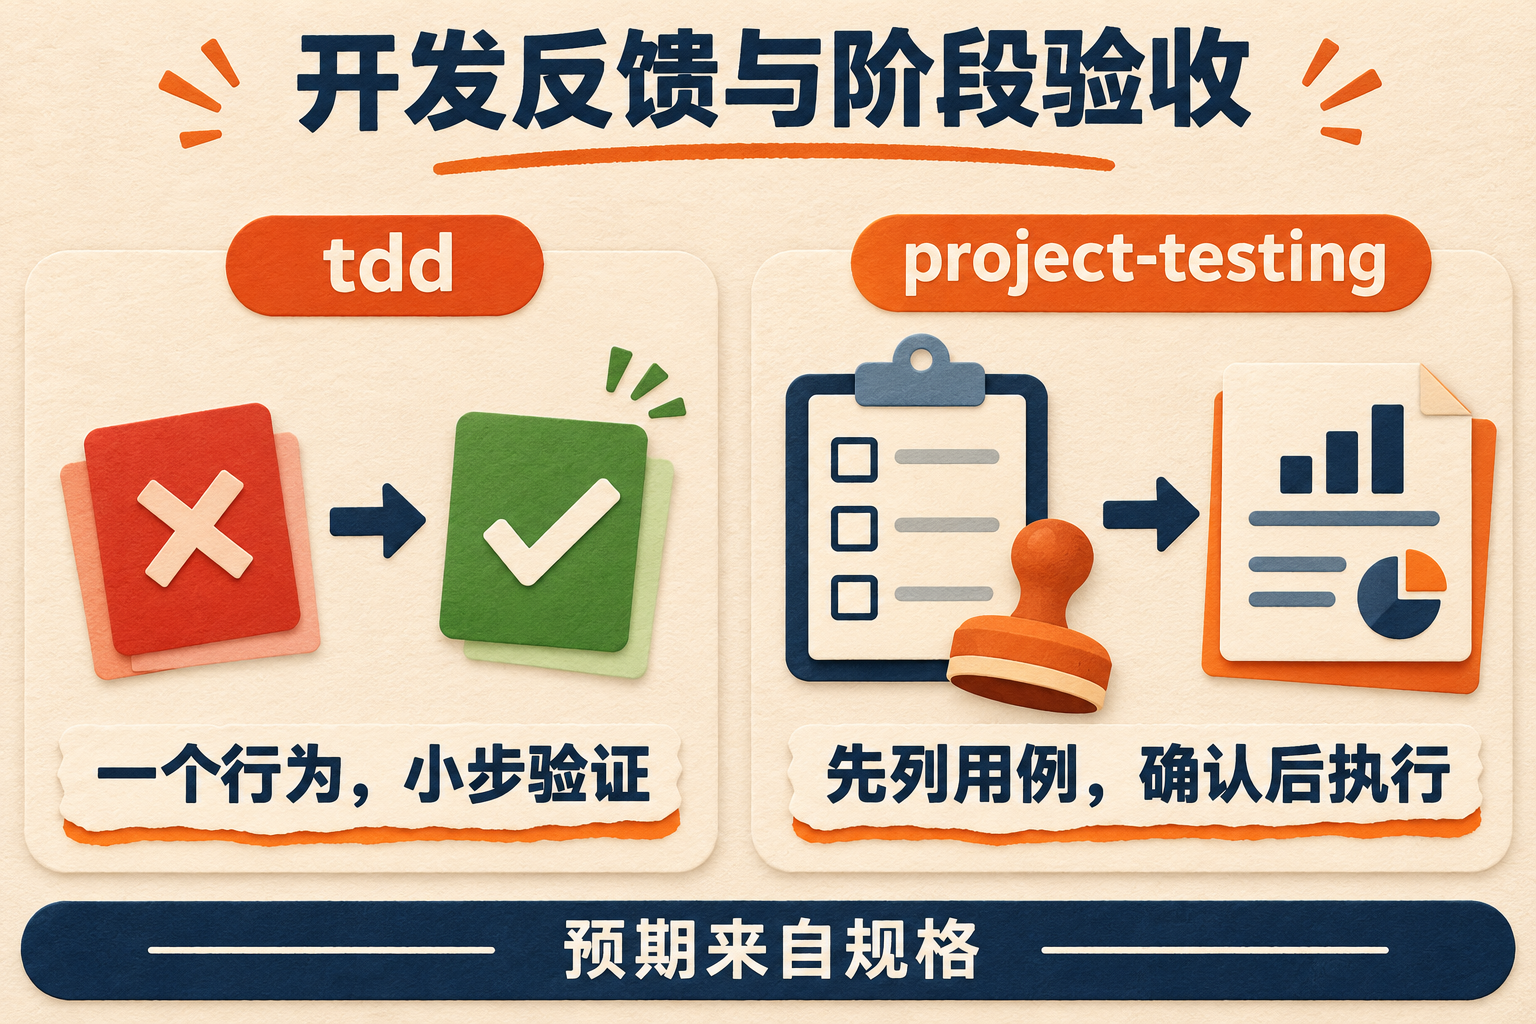 开发反馈与阶段验收
tdd
project-testing
一个行为，小步验证
先列用例，确认后执行
预期来自规格